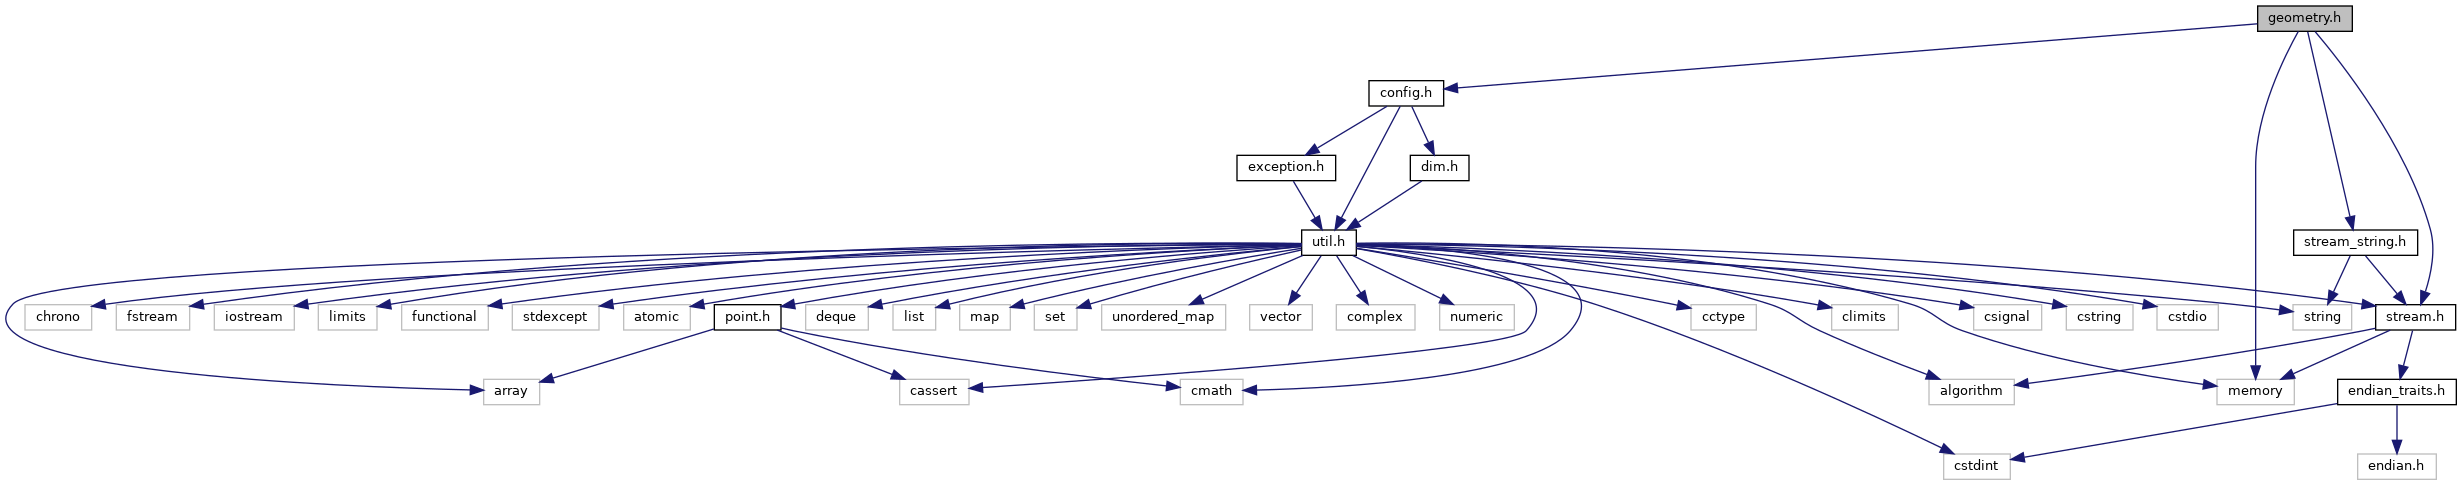 geometry.h
config.h
exception.h
dim.h
util.h
stream_string.h
chrono
fstream
iostream
limits
functional
stdexcept
atomic
point.h
deque
list
map
set
unordered_map
vector
complex
numeric
cctype
climits
csignal
cstring
cstdio
string
stream.h
array
cassert
cmath
algorithm
memory
endian_traits.h
cstdint
endian.h